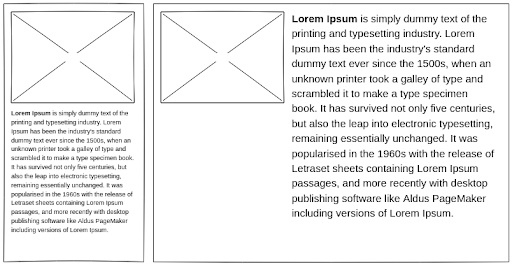 Lorem Ipsum is simply dummy text of the
printing and typesetting industry. Lorem
Ipsum has been the industry's standard
dummy text ever since the 1500s, when an
unknown printer took a galley of type and
scrambled it to make a type specimen book.
It has survived not only five centuries, but
also the leap into electronic typesetting,
remaining essentially unchanged. It was
popularised in the 1960s with the release of
Letraset sheets containing Lorem Ipsum
passages, and more recently with desktop
publishing software like Aldus PageMaker
including versions of Lorem Ipsum.
Lorem Ipsum is simply dummy text of the
printing and typesetting industry. Lorem
Ipsum has been the industry's standard
dummy text ever since the 1500s, when an
unknown printer took a galley of type and
scrambled it to make a type specimen
book. It has survived not only five centuries,
but also the leap into electronic typesetting,
remaining essentially unchanged. It was
popularised in the 1960s with the release of
Letraset sheets containing Lorem Ipsum
passages, and more recently with desktop
publishing software like Aldus PageMaker
including versions of Lorem Ipsum.